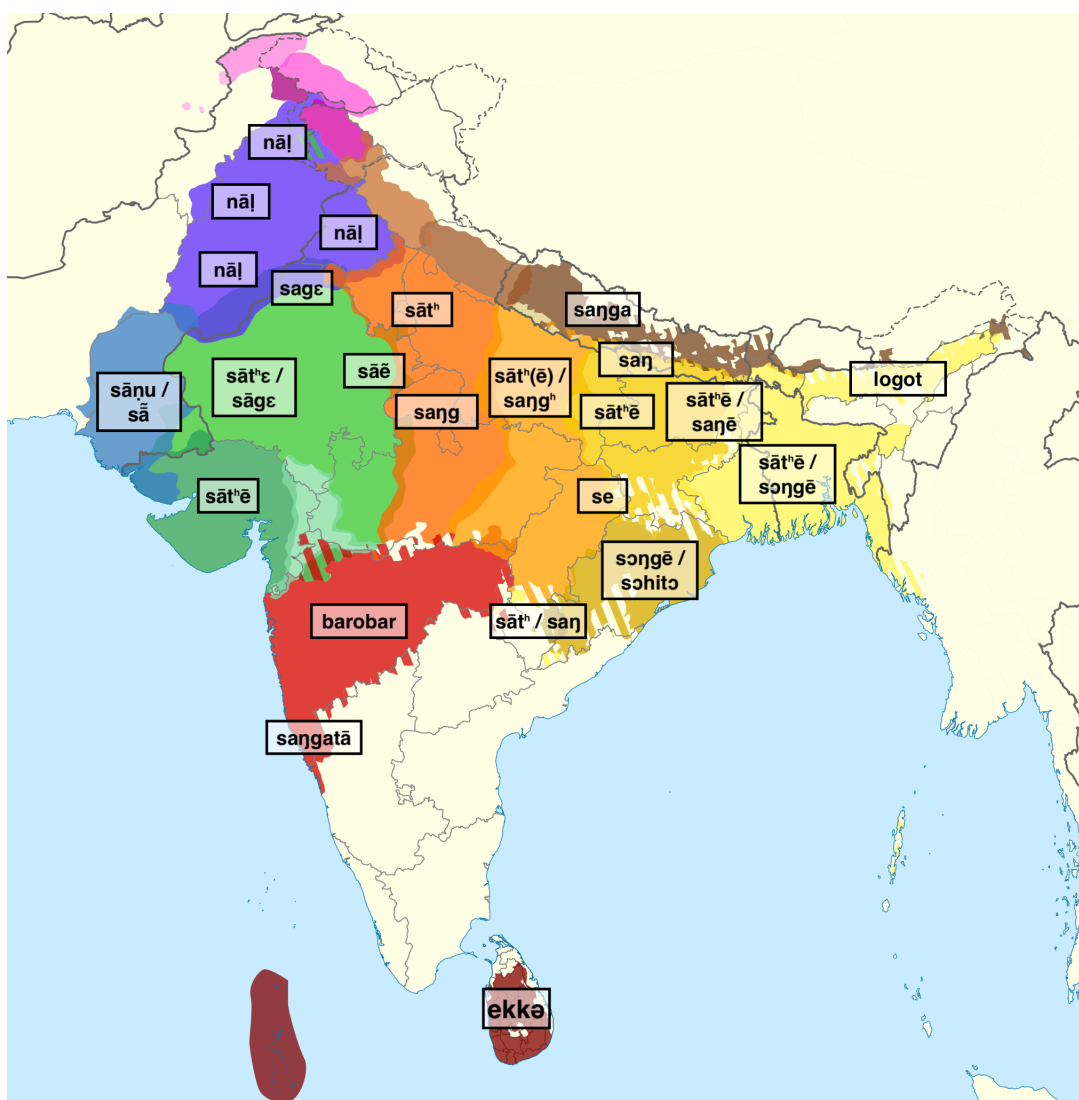 nāḷ
nāḷ
nāḷ
nāḷ
sagɛ
sātʰ
saŋga
saŋ
logot
sāṇu /
sā̃
sātʰɛ /
sāgɛ
sāẽ
saŋg
sātʰ(ē) /
saŋgʰ
sātʰē
sātʰē /
saŋē
sātʰē /
sɔŋgē
sātʰē
se
sɔŋgē /
sɔhitɔ
barobar
sātʰ / saŋ
saŋgatā
ekkə